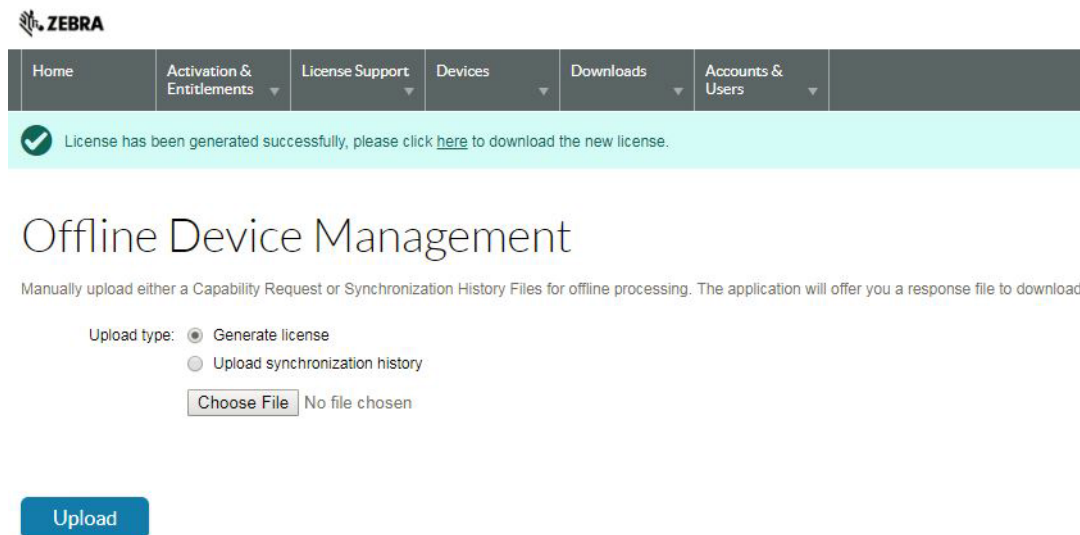 ZEBRA
Home
Activation &
Entitlements
License Support
Devices
Downloads
Accounts &
Users
License has been generated successfully, please click here to download the new license.
Offline Device Management
Manually upload either a Capability Request or Synchronization History Files for offline processing. The application will offer you a response file to download
Upload type: Generate license
Upload synchronization history
Choose File No file chosen
Upload